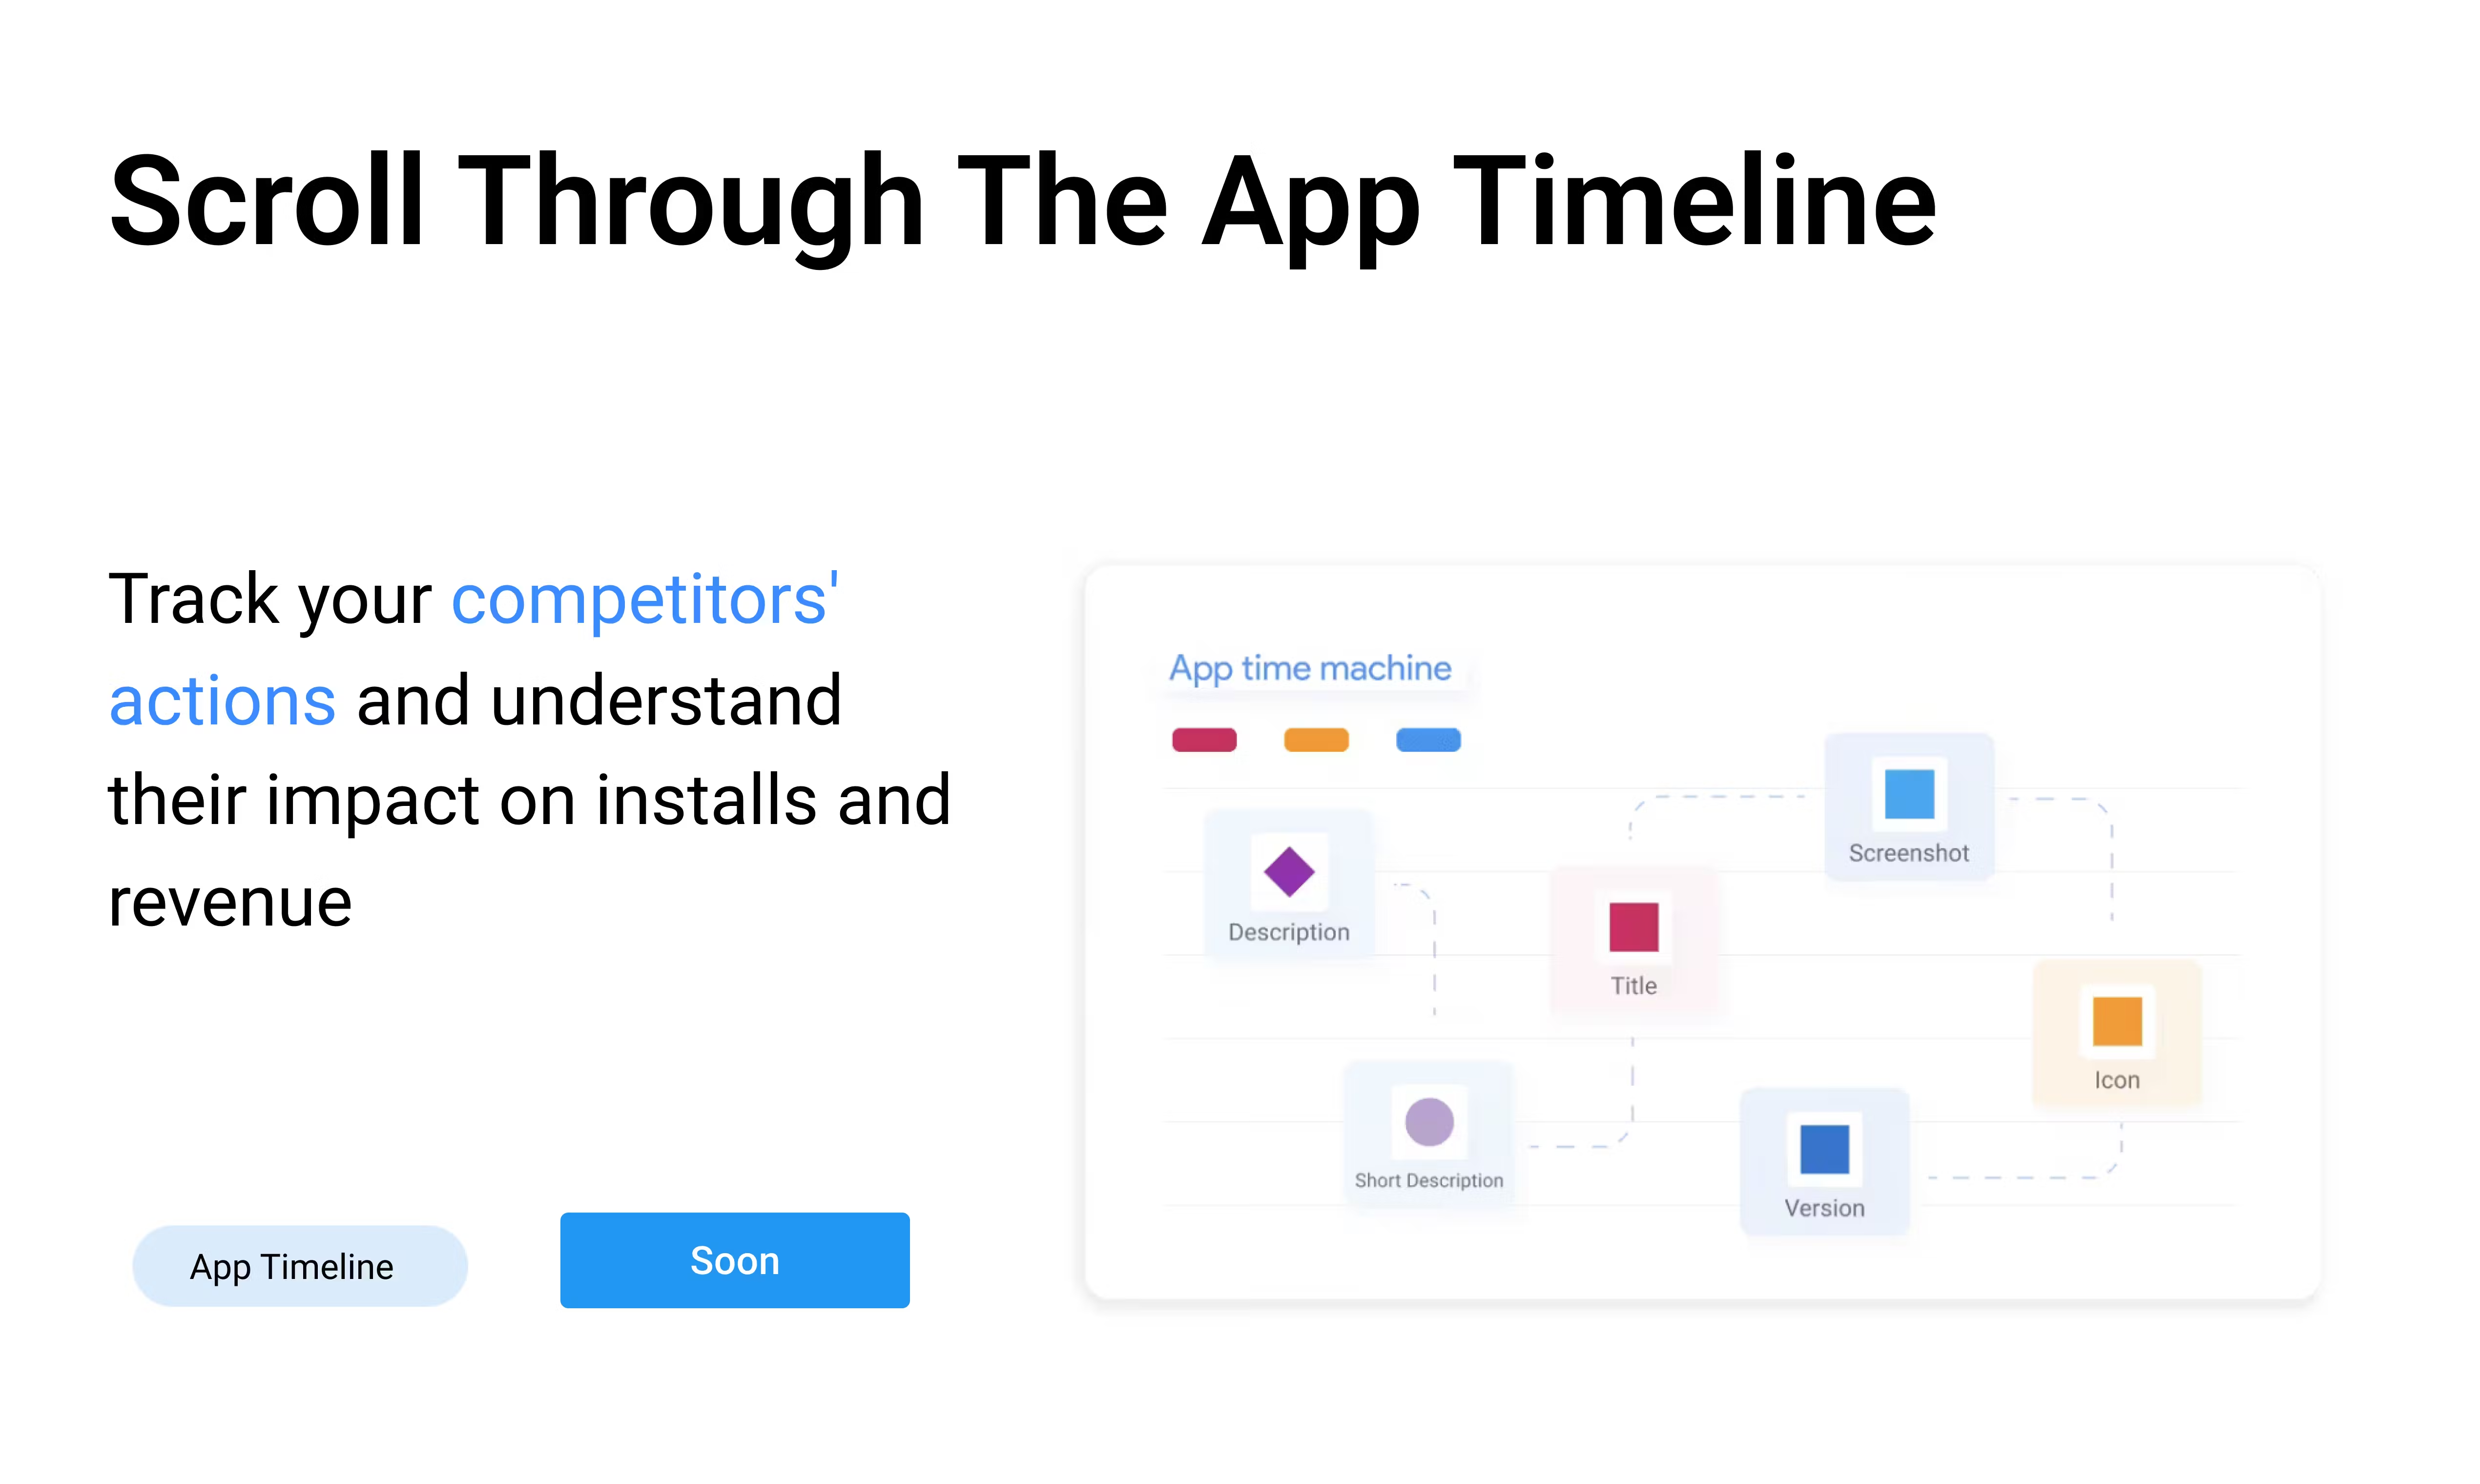 Scroll Through The App Timeline
Track your competitors'
actions and understand
their impact on installs and
revenue
App Timeline
Soon
App time machine
Screenshot
Description
Title
Icon
Short Description
Version